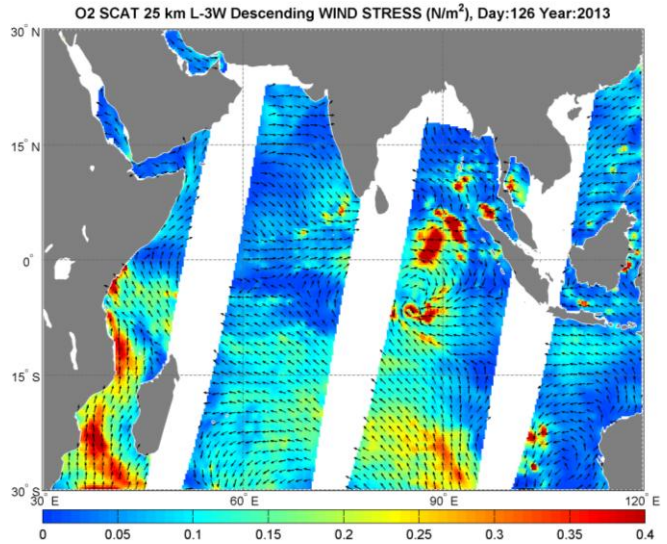 O2 SCAT 25 km L-3W Descending WIND STRESS (N/m²), Day:126 Year:2013
30° N
15° N
0°
15° S
30° S
30° E 60° E 90° E 120° E
0 0.05 0.1 0.15 0.2 0.25 0.3 0.35 0.4